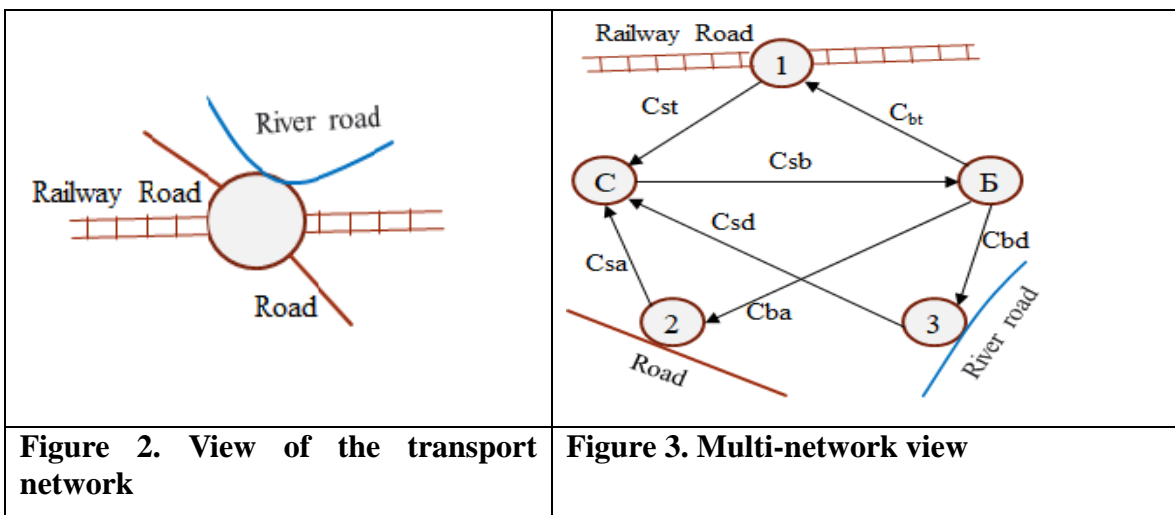 River road
Railway Road
Road
Figure 2. View of the transport
network
Railway Road
1
Cst
Cbt
Csb
С
Б
Csd
Cbd
Csa
2
Cba
3
Road
River road
Figure 3. Multi-network view